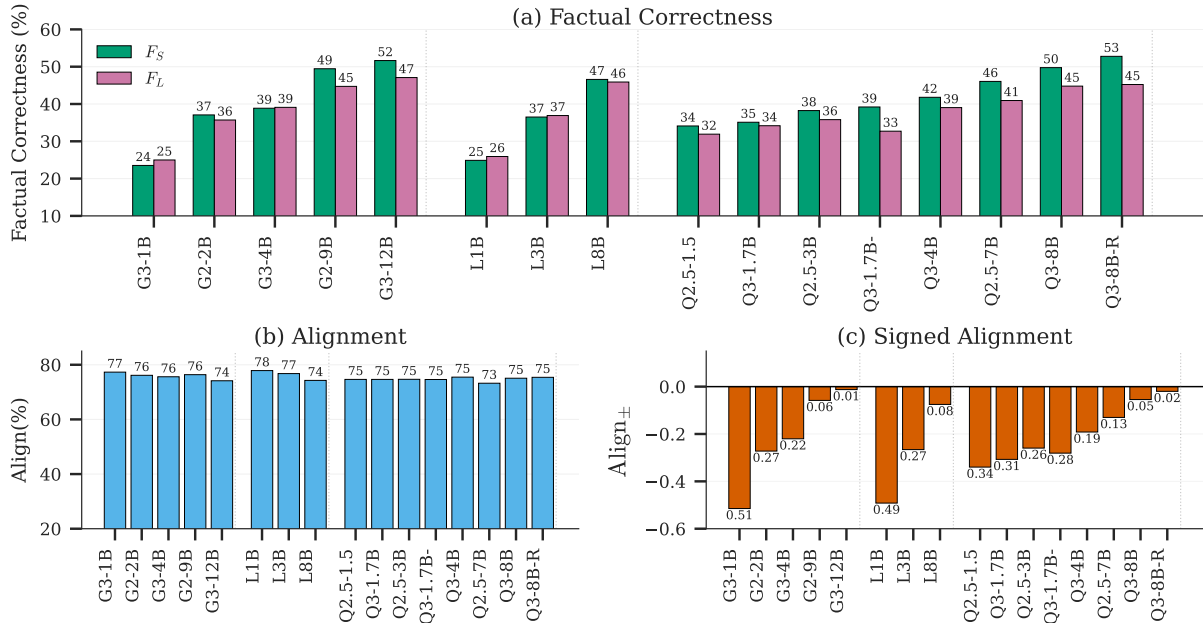 (a) Factual Correctness
Factual Correctness (%)
60
50
40
30
20
10
F_S
F_L
24 25 37 36 39 39 49 45 52 47 25 26 37 37 47 46 34 32 35 34 38 36 39 33 42 39 46 41 50 45 53 45
G3-1B G2-2B G3-4B G2-9B G3-12B L1B L3B L8B Q2.5-1.5 Q3-1.7B Q2.5-3B Q3-1.7B- Q3-4B Q2.5-7B Q3-8B Q3-8B-R
(b) Alignment
Align(%)
80
60
40
20
77 76 76 76 74 78 77 74 75 75 75 75 75 73 75 75
G3-1B G2-2B G3-4B G2-9B G3-12B L1B L3B L8B Q2.5-1.5 Q3-1.7B Q2.5-3B Q3-1.7B- Q3-4B Q2.5-7B Q3-8B Q3-8B-R
(c) Signed Alignment
Align±
0.0
−0.2
−0.4
−0.6
0.51 0.27 0.22 0.06 0.01 0.49 0.27 0.08 0.34 0.31 0.26 0.28 0.19 0.13 0.05 0.02
G3-1B G2-2B G3-4B G2-9B G3-12B L1B L3B L8B Q2.5-1.5 Q3-1.7B Q2.5-3B Q3-1.7B- Q3-4B Q2.5-7B Q3-8B Q3-8B-R